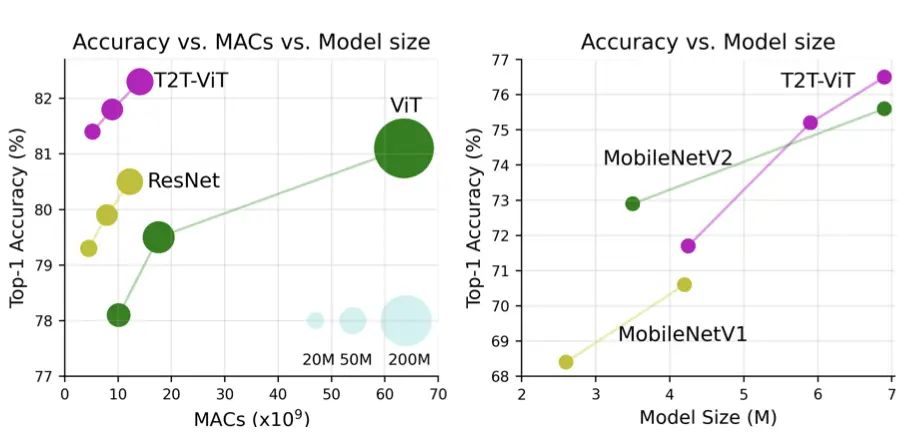 Accuracy vs. MACs vs. Model size
Top-1 Accuracy (%)
82
81
80
79
78
77
T2T-ViT
ViT
ResNet
20M 50M 200M
0 10 20 30 40 50 60 70
MACs (x10⁹)
Accuracy vs. Model size
Top-1 Accuracy (%)
77
76
75
74
73
72
71
70
69
68
T2T-ViT
MobileNetV2
MobileNetV1
2 3 4 5 6 7
Model Size (M)